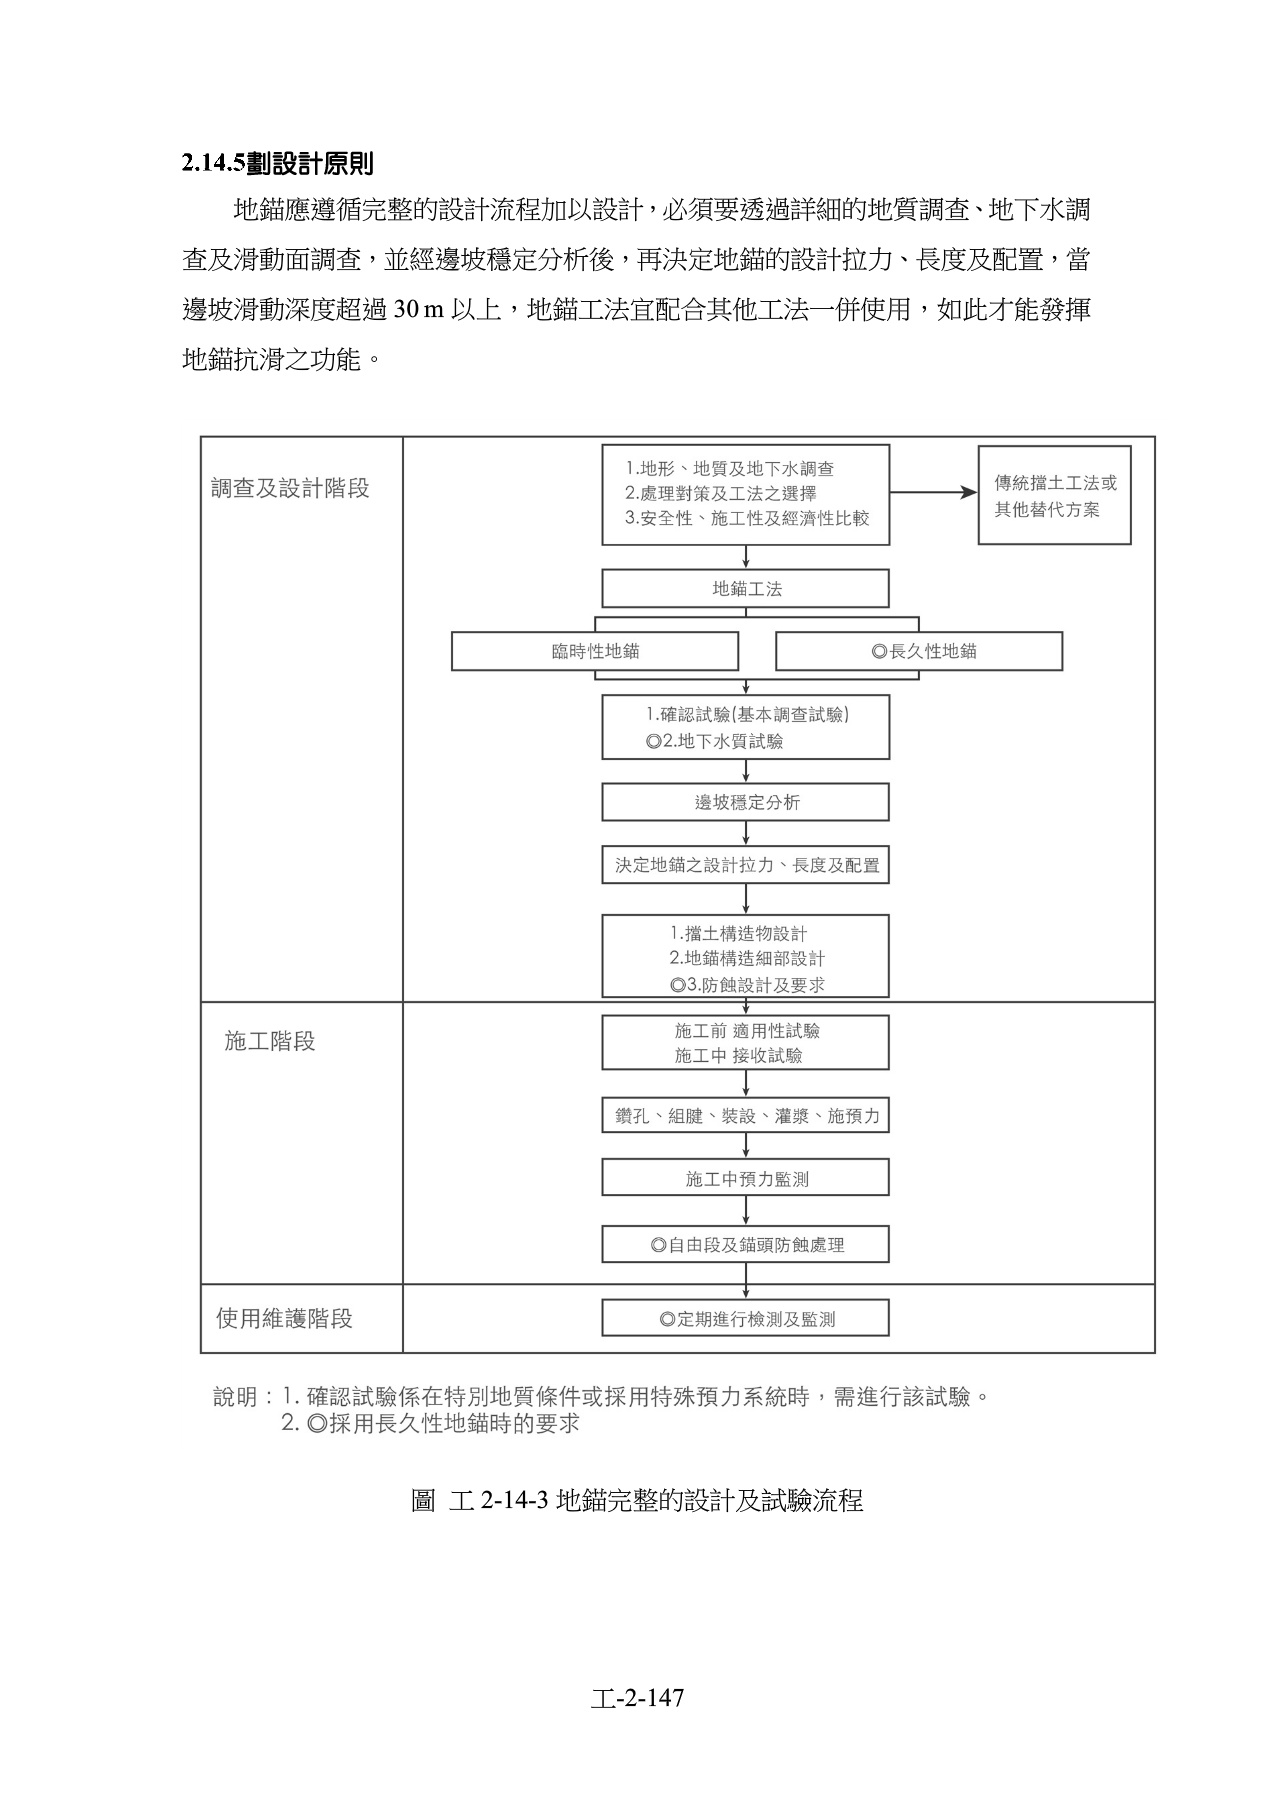 2.14.5劃設計原則
地錨應遵循完整的設計流程加以設計，必須要透過詳細的地質調查、地下水調
查及滑動面調查，並經邊坡穩定分析後，再決定地錨的設計拉力、長度及配置，當
邊坡滑動深度超過 30 m 以上，地錨工法宜配合其他工法一併使用，如此才能發揮
地錨抗滑之功能。
調查及設計階段
1.地形、地質及地下水調查
2.處理對策及工法之選擇
3.安全性、施工性及經濟性比較
傳統擋土工法或
其他替代方案
地錨工法
臨時性地錨
◎長久性地錨
1.確認試驗(基本調查試驗)
◎2.地下水質試驗
邊坡穩定分析
決定地錨之設計拉力、長度及配置
1.擋土構造物設計
2.地錨構造細部設計
◎3.防蝕設計及要求
施工階段
施工前 適用性試驗
施工中 接收試驗
鑽孔、組腱、裝設、灌漿、施預力
施工中預力監測
◎自由段及錨頭防蝕處理
使用維護階段
◎定期進行檢測及監測
說明：1. 確認試驗係在特別地質條件或採用特殊預力系統時，需進行該試驗。
2. ◎採用長久性地錨時的要求
圖 工 2-14-3 地錨完整的設計及試驗流程
工-2-147